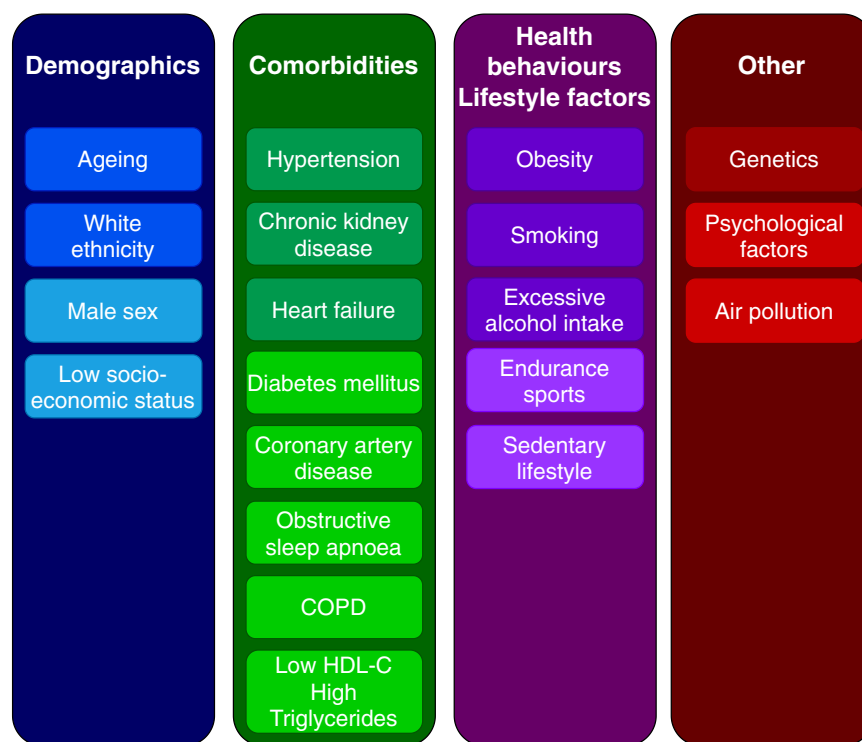 Demographics
Ageing
White
ethnicity
Male sex
Low socio-
economic status
Comorbidities
Hypertension
Chronic kidney
disease
Heart failure
Diabetes mellitus
Coronary artery
disease
Obstructive
sleep apnoea
COPD
Low HDL-C
High
Triglycerides
Health
behaviours
Lifestyle factors
Obesity
Smoking
Excessive
alcohol intake
Endurance
sports
Sedentary
lifestyle
Other
Genetics
Psychological
factors
Air pollution